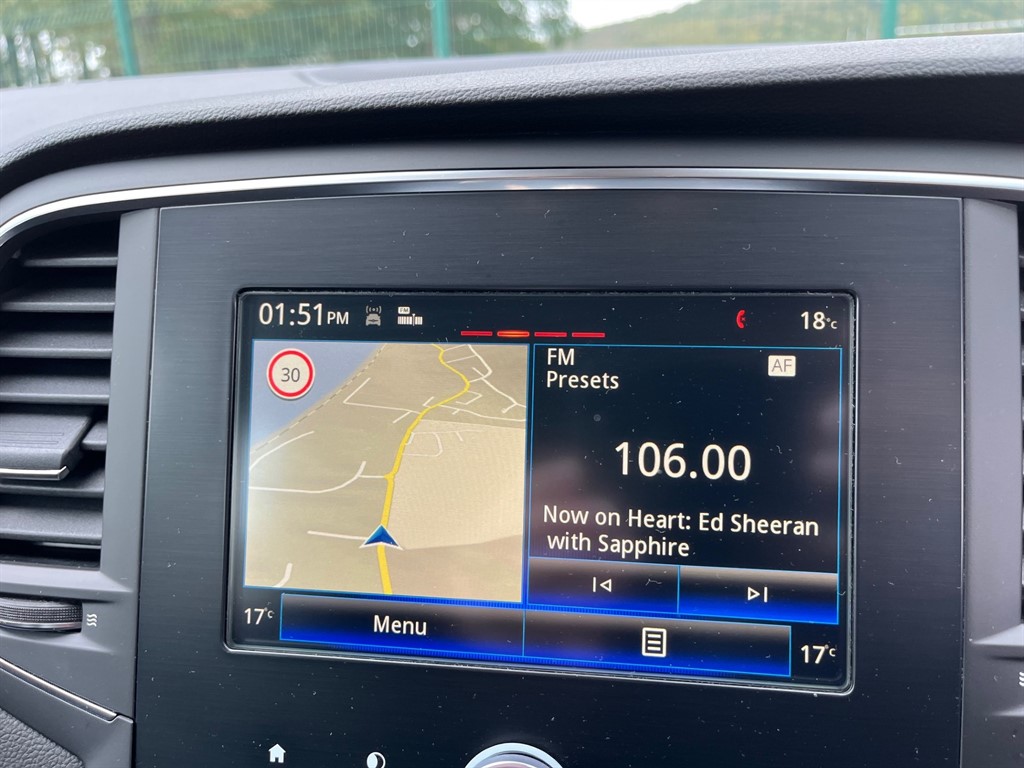 01:51PM
18°C
30
FM
AF
Presets
106.00
Now on Heart: Ed Sheeran
with Sapphire
17°C
Menu
17°C